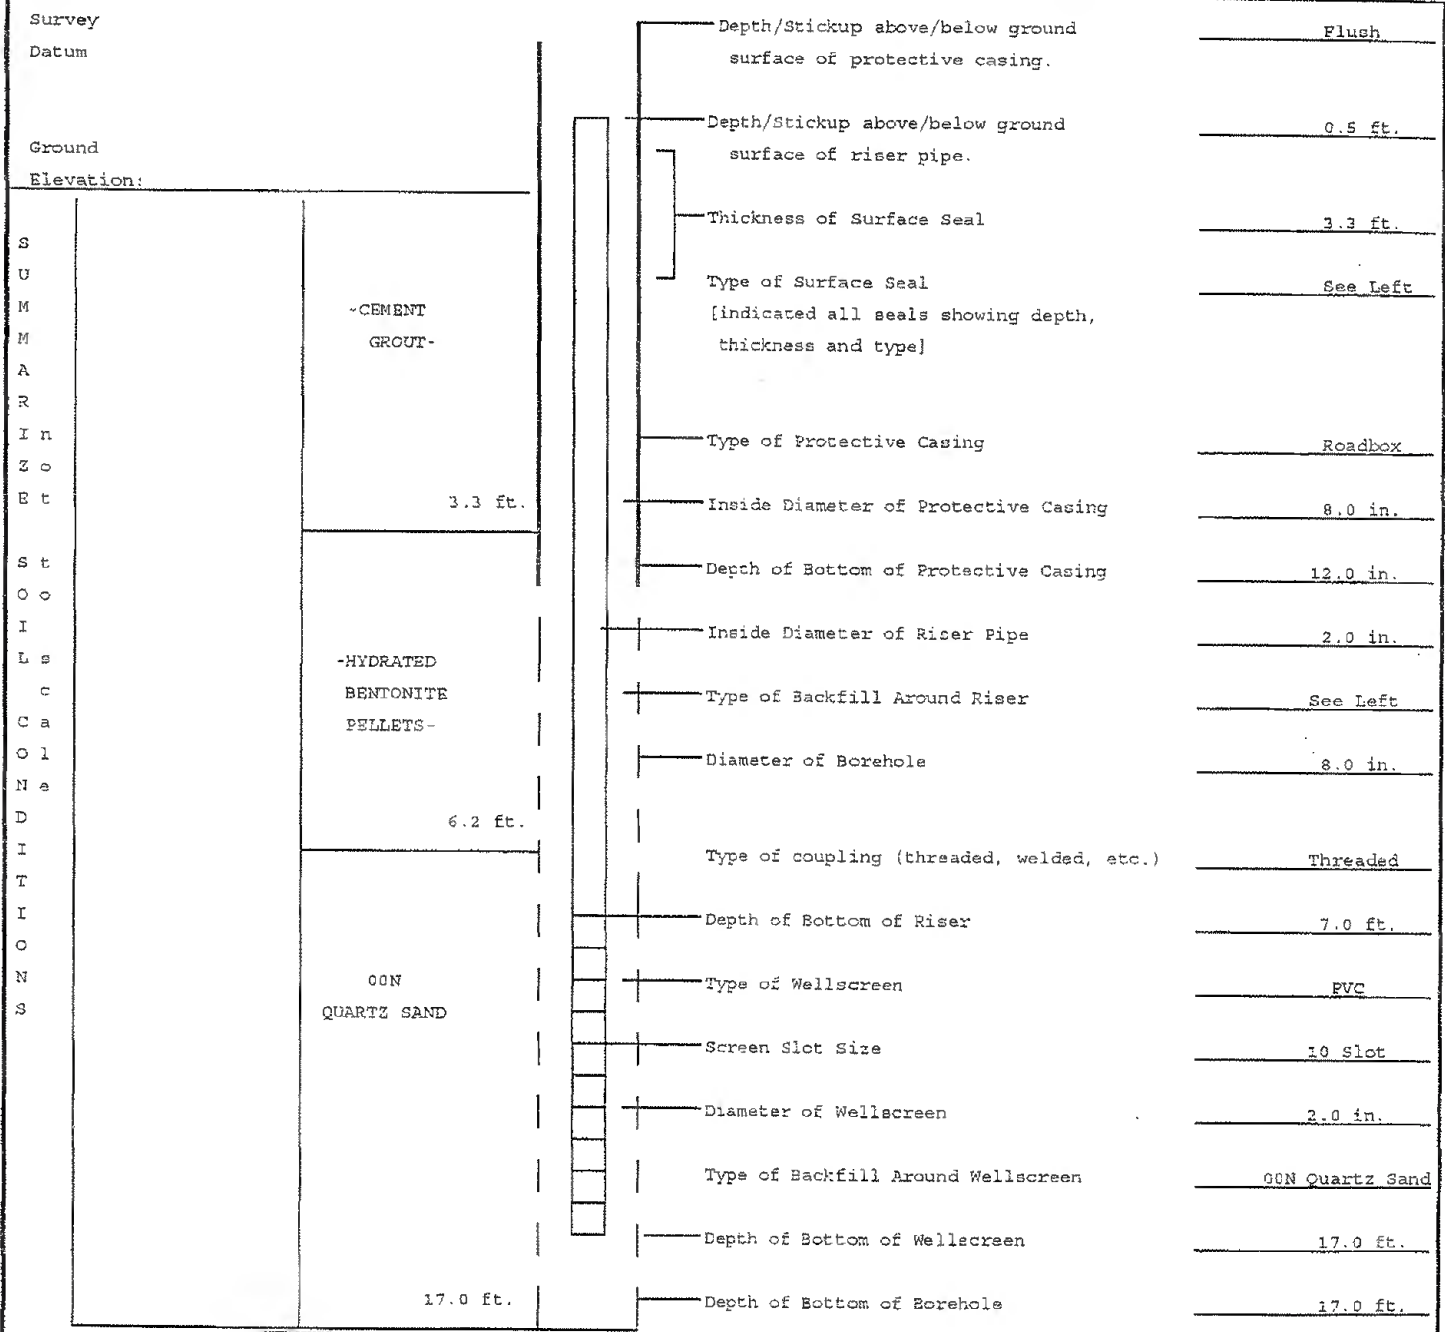 Survey
Datum
Ground
Elevation:
SUMMARIZE SOIL CONDITIONS
not to scale
-CEMENT
GROUT-
3.3 ft.
-HYDRATED
BENTONITE
PELLETS-
6.2 ft.
00N
QUARTZ SAND
17.0 ft.
Depth/Stickup above/below ground Flush
surface of protective casing.
Depth/Stickup above/below ground 0.5 ft.
surface of riser pipe.
Thickness of Surface Seal 3.3 ft.
Type of Surface Seal See Left
[indicated all seals showing depth,
thickness and type]
Type of Protective Casing Roadbox
Inside Diameter of Protective Casing 8.0 in.
Depth of Bottom of Protective Casing 12.0 in.
Inside Diameter of Riser Pipe 2.0 in.
Type of Backfill Around Riser See Left
Diameter of Borehole 8.0 in.
Type of coupling (threaded, welded, etc.) Threaded
Depth of Bottom of Riser 7.0 ft.
Type of Wellscreen PVC
Screen Slot Size 10 Slot
Diameter of Wellscreen 2.0 in.
Type of Backfill Around Wellscreen 00N Quartz Sand
Depth of Bottom of Wellscreen 17.0 ft.
Depth of Bottom of Borehole 17.0 ft.